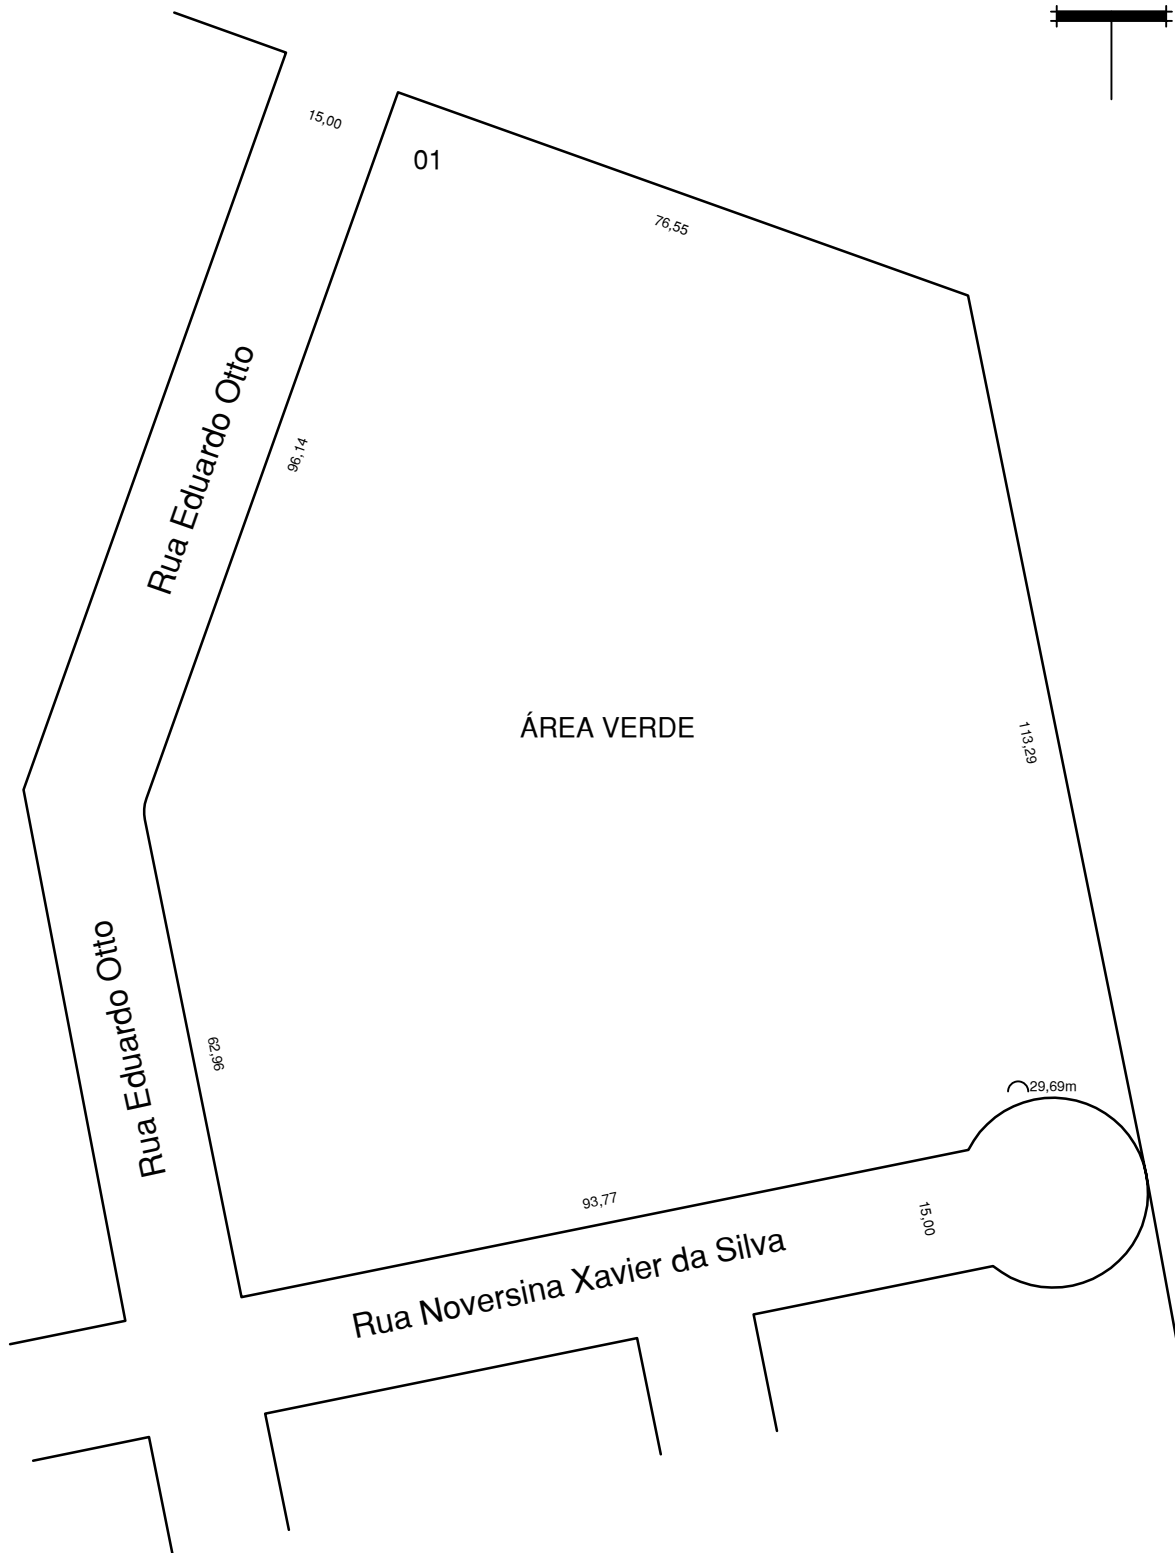 15,00
01
76,55
Rua Eduardo Otto
96,14
ÁREA VERDE
113,29
Rua Eduardo Otto
62,96
29,69m
93,77
15,00
Rua Noversina Xavier da Silva